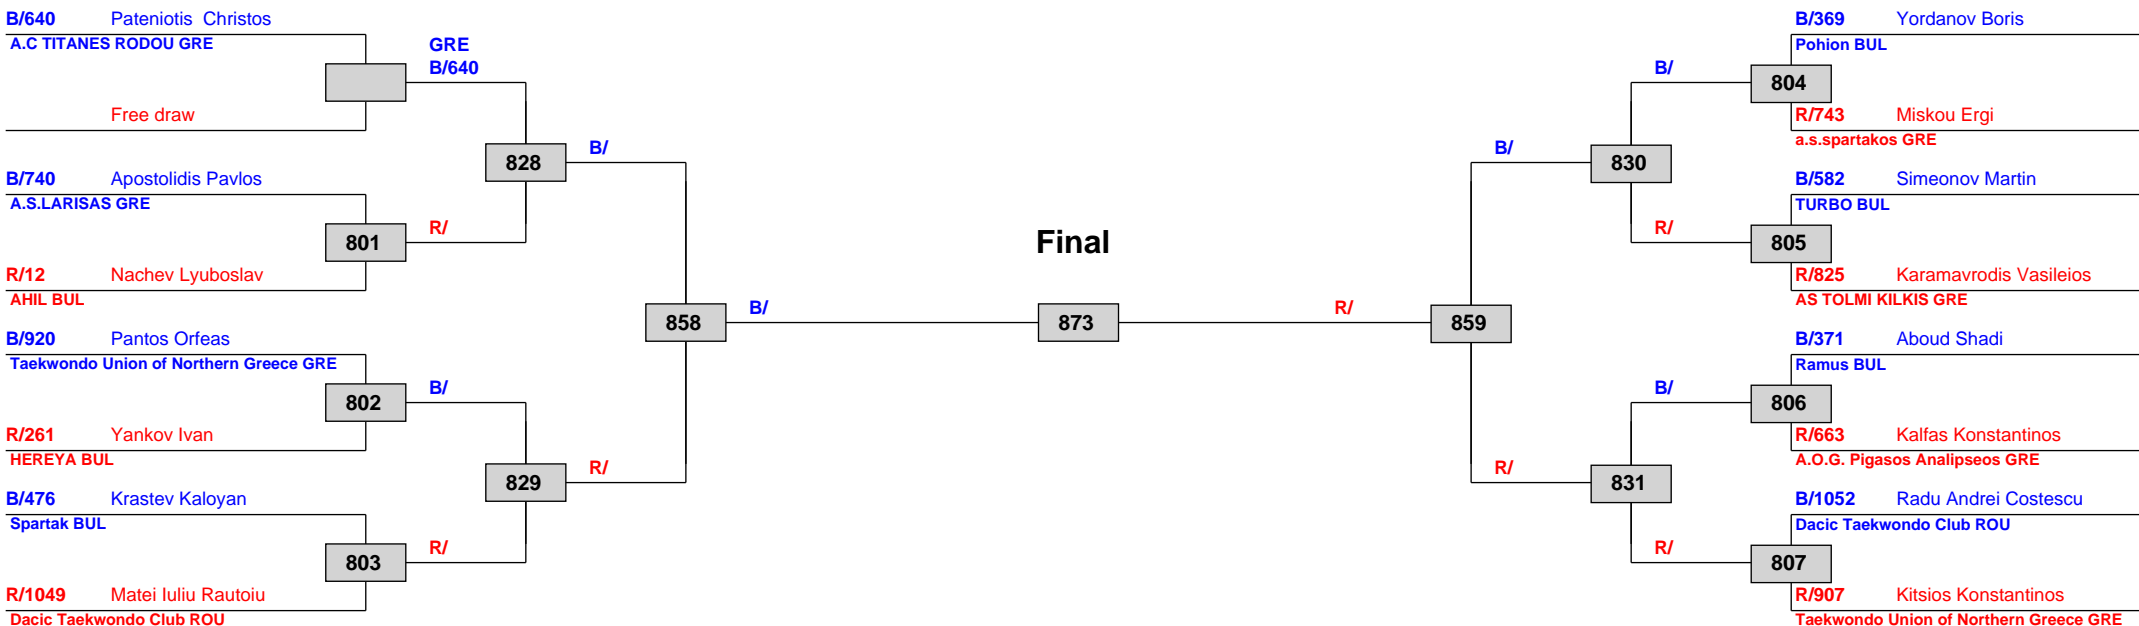 B/640 Pateniotis Christos
A.C TITANES RODOU GRE
GRE
B/640
Free draw
828
B/
B/740 Apostolidis Pavlos
A.S.LARISAS GRE
801
R/
R/12 Nachev Lyuboslav
AHIL BUL
858
B/
B/920 Pantos Orfeas
Taekwondo Union of Northern Greece GRE
802
B/
R/261 Yankov Ivan
HEREYA BUL
829
R/
B/476 Krastev Kaloyan
Spartak BUL
803
R/
R/1049 Matei Iuliu Rautoiu
Dacic Taekwondo Club ROU
Final
873
R/
859
B/369 Yordanov Boris
Pohion BUL
B/
804
R/743 Miskou Ergi
a.s.spartakos GRE
B/
830
B/582 Simeonov Martin
TURBO BUL
R/
805
R/825 Karamavrodis Vasileios
AS TOLMI KILKIS GRE
B/371 Aboud Shadi
Ramus BUL
B/
806
R/663 Kalfas Konstantinos
A.O.G. Pigasos Analipseos GRE
R/
831
B/1052 Radu Andrei Costescu
Dacic Taekwondo Club ROU
R/
807
R/907 Kitsios Konstantinos
Taekwondo Union of Northern Greece GRE